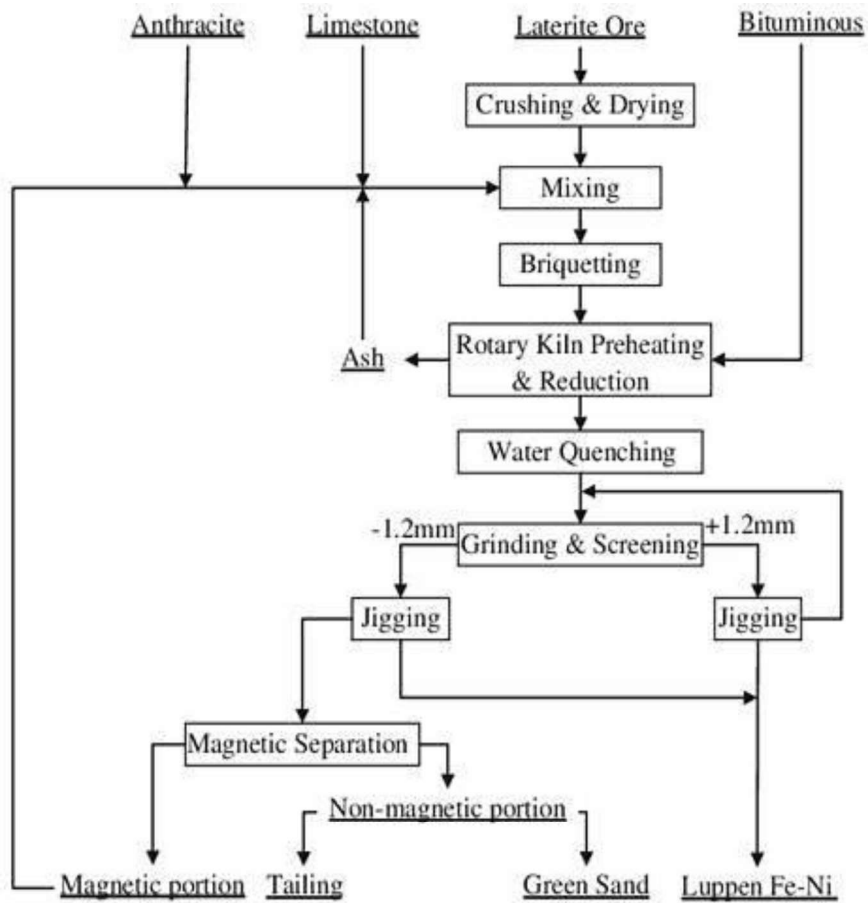 Anthracite
Limestone
Laterite Ore
Bituminous
Crushing & Drying
Mixing
Briquetting
Ash
Rotary Kiln Preheating
& Reduction
Water Quenching
-1.2mm
Grinding & Screening
+1.2mm
Jigging
Jigging
Magnetic Separation
Non-magnetic portion
Magnetic portion
Tailing
Green Sand
Luppen Fe-Ni